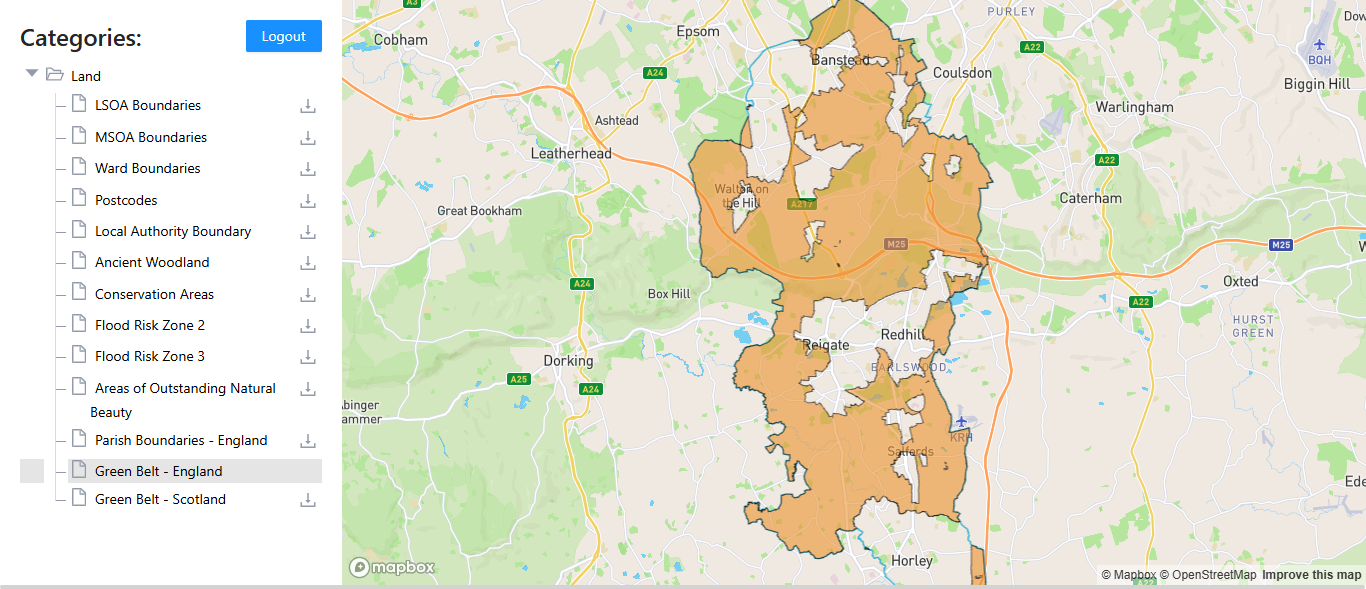 Categories:
Logout
Land
LSOA Boundaries
MSOA Boundaries
Ward Boundaries
Postcodes
Local Authority Boundary
Ancient Woodland
Conservation Areas
Flood Risk Zone 2
Flood Risk Zone 3
Areas of Outstanding Natural
Beauty
Parish Boundaries - England
Green Belt - England
Green Belt - Scotland
A3
Cobham
Epsom
PURLEY
A22
BQH
Biggin Hill
Banstead
A24
Coulsdon
Warlingham
Ashtead
Leatherhead
A22
Walton on
the Hill
A217
Great Bookham
Caterham
M25
M25
A24
Box Hill
Oxted
A22
HURST
GREEN
Reigate
Redhill
EARLSWOOD
Dorking
A25
A24
KRH
Salfords
Horley
mapbox
© Mapbox © OpenStreetMap Improve this map